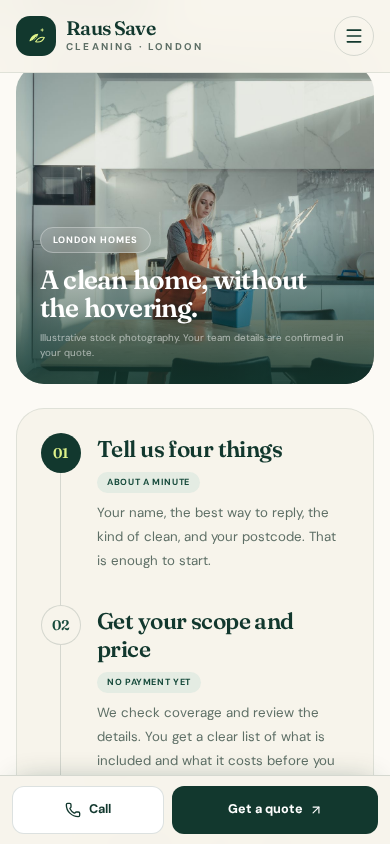 Raus Save
CLEANING · LONDON
LONDON HOMES
A clean home, without
the hovering.
Illustrative stock photography. Your team details are confirmed in
your quote.
01
Tell us four things
ABOUT A MINUTE
Your name, the best way to reply, the
kind of clean, and your postcode. That
is enough to start.
02
Get your scope and
price
NO PAYMENT YET
We check coverage and review the
details. You get a clear list of what is
included and what it costs before you
Call
Get a quote